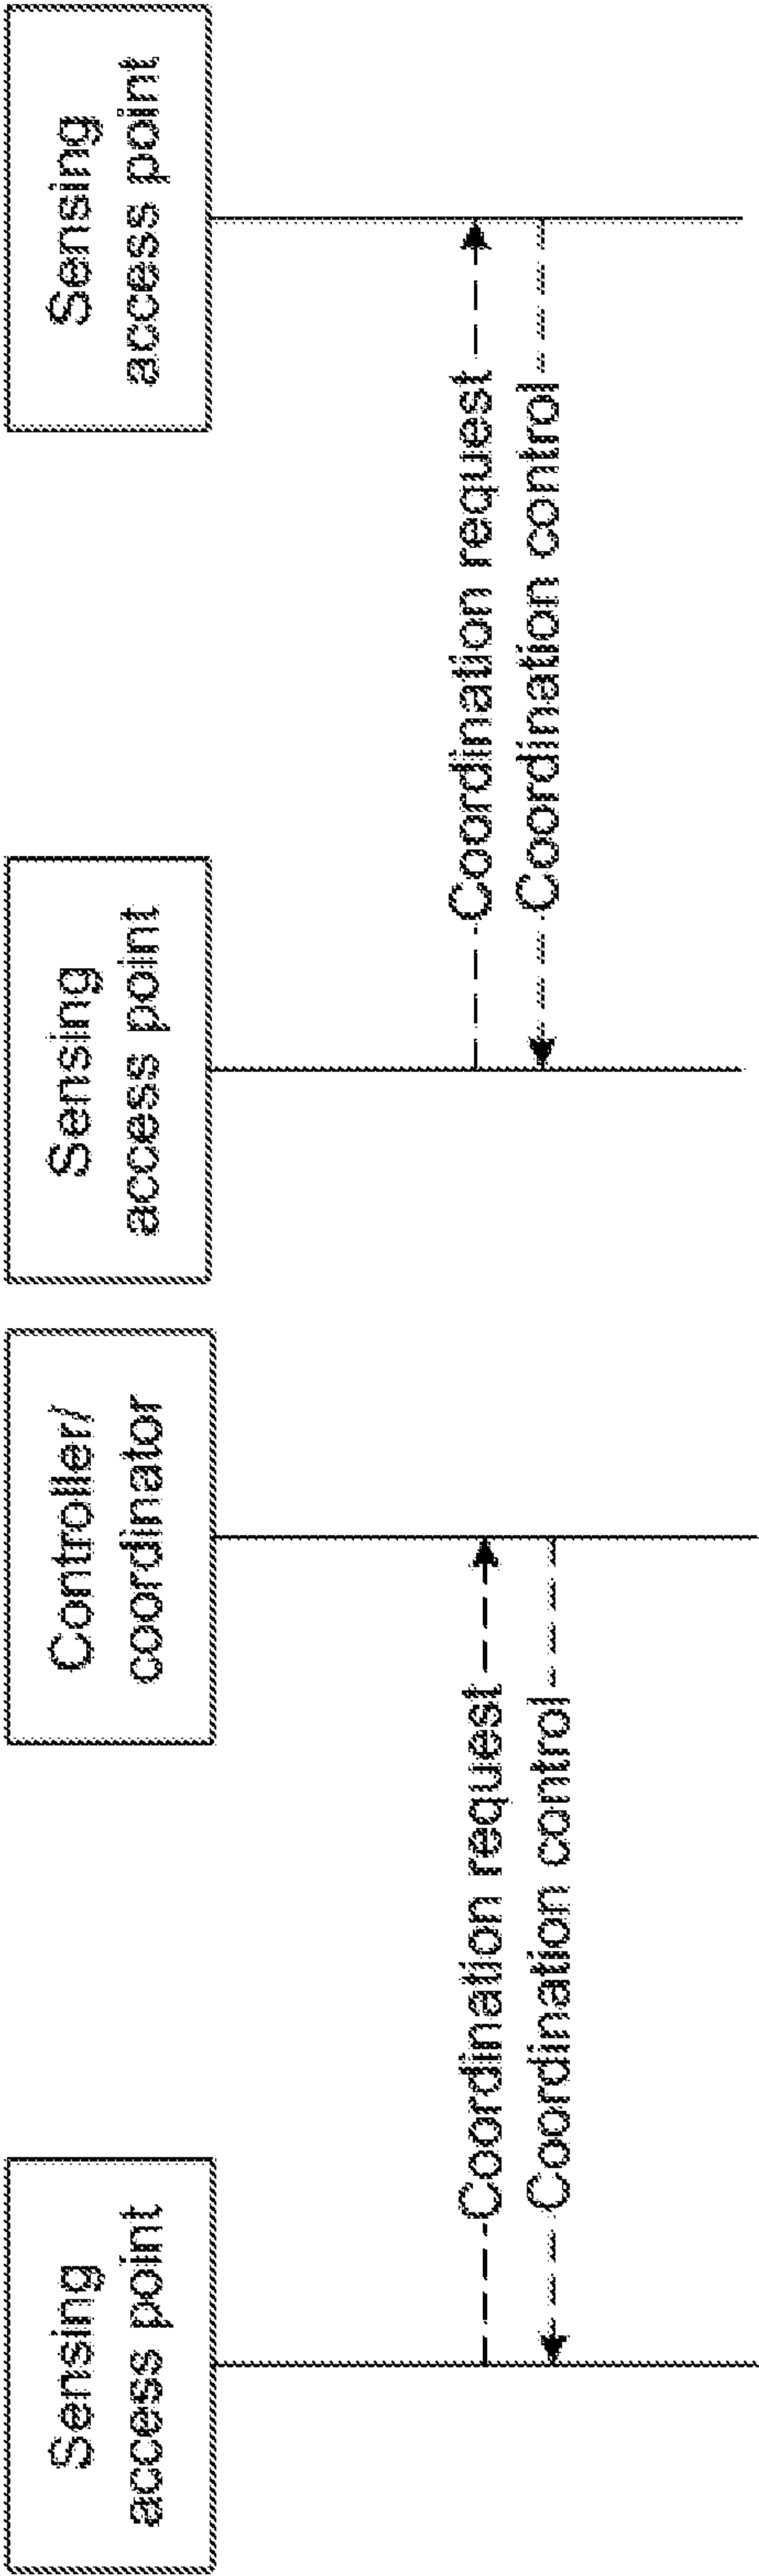 Sensing
access point
Controller/
coordinator
Coordination request
Coordination control
Sensing
access point
Sensing
access point
Coordination request
Coordination control